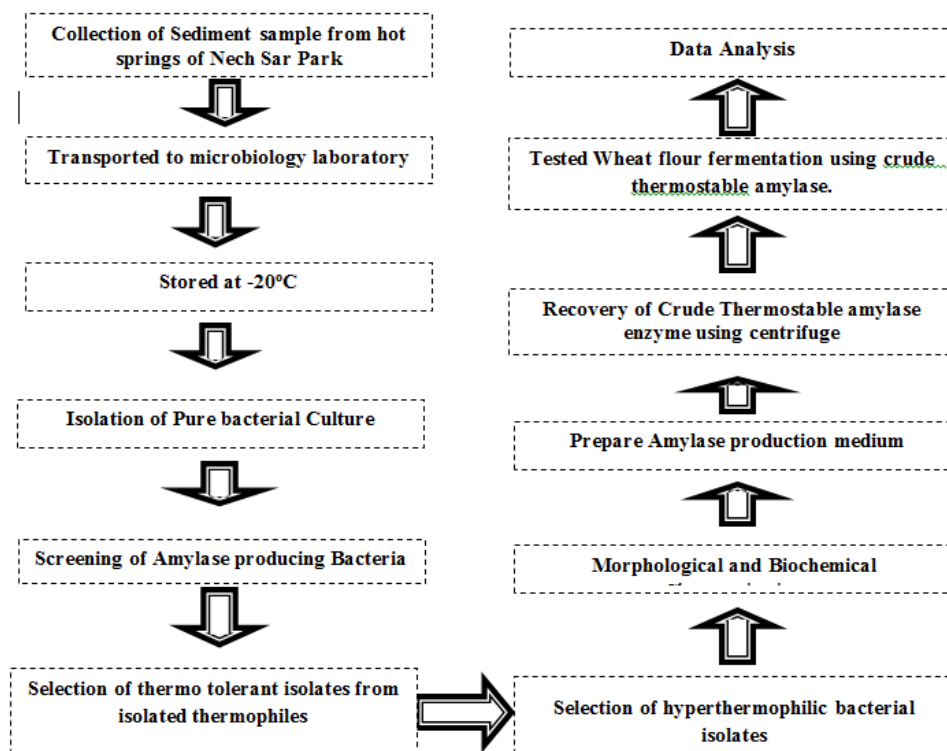 Collection of Sediment sample from hot
springs of Nech Sar Park
Transported to microbiology laboratory
Stored at -20°C
Isolation of Pure bacterial Culture
Screening of Amylase producing Bacteria
Selection of thermo tolerant isolates from
isolated thermophiles
Selection of hyperthermophilic bacterial
isolates
Morphological and Biochemical
Prepare Amylase production medium
Recovery of Crude Thermostable amylase
enzyme using centrifuge
Tested Wheat flour fermentation using crude
thermostable amylase.
Data Analysis